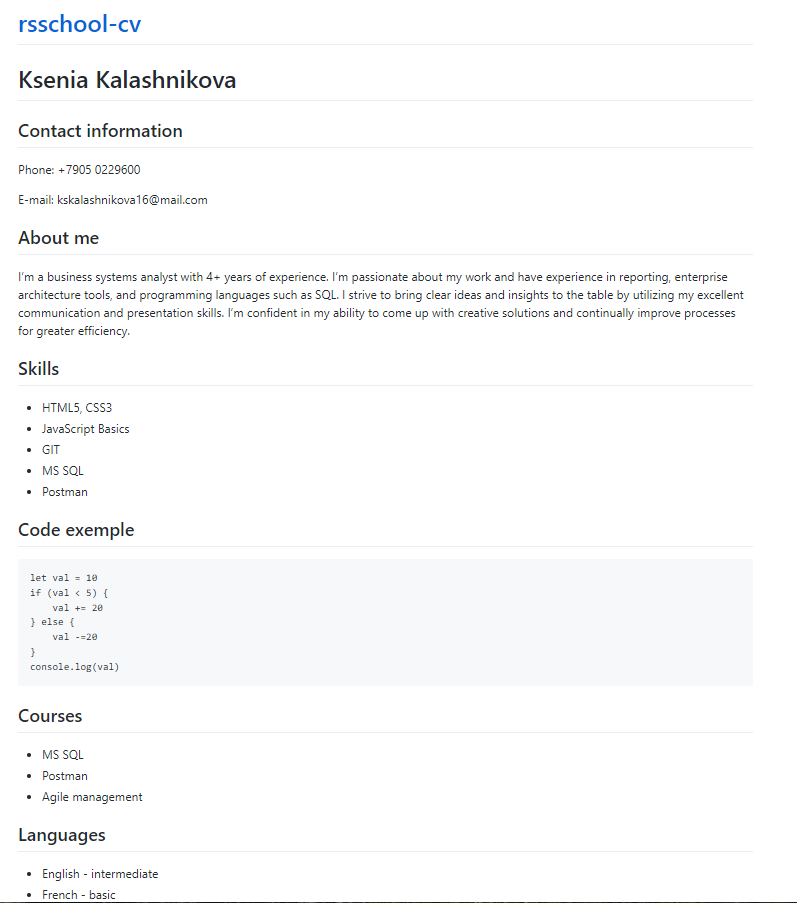 rsschool-cv
Ksenia Kalashnikova
Contact information
Phone: +7905 0229600
E-mail: kskalashnikova16@mail.com
About me
I'm a business systems analyst with 4+ years of experience. I'm passionate about my work and have experience in reporting, enterprise
architecture tools, and programming languages such as SQL. I strive to bring clear ideas and insights to the table by utilizing my excellent
communication and presentation skills. I'm confident in my ability to come up with creative solutions and continually improve processes
for greater efficiency.
Skills
• HTML5, CSS3
• JavaScript Basics
• GIT
• MS SQL
• Postman
Code exemple
let val = 10
if (val < 5) {
    val += 20
} else {
    val -=20
}
console.log(val)
Courses
• MS SQL
• Postman
• Agile management
Languages
• English - intermediate
• French - basic